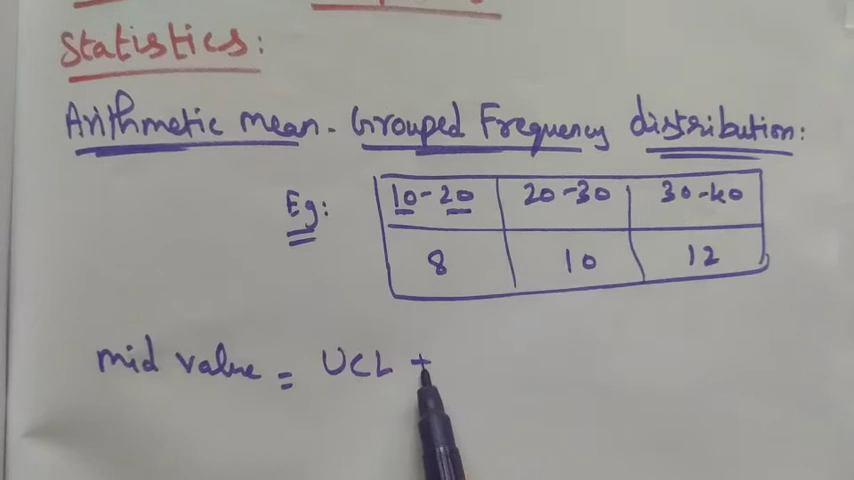 Statistics:
Arithmetic mean - Grouped Frequency distribution:
Eg: 10-20 20-30 30-40
8 10 12
mid value = UCL +